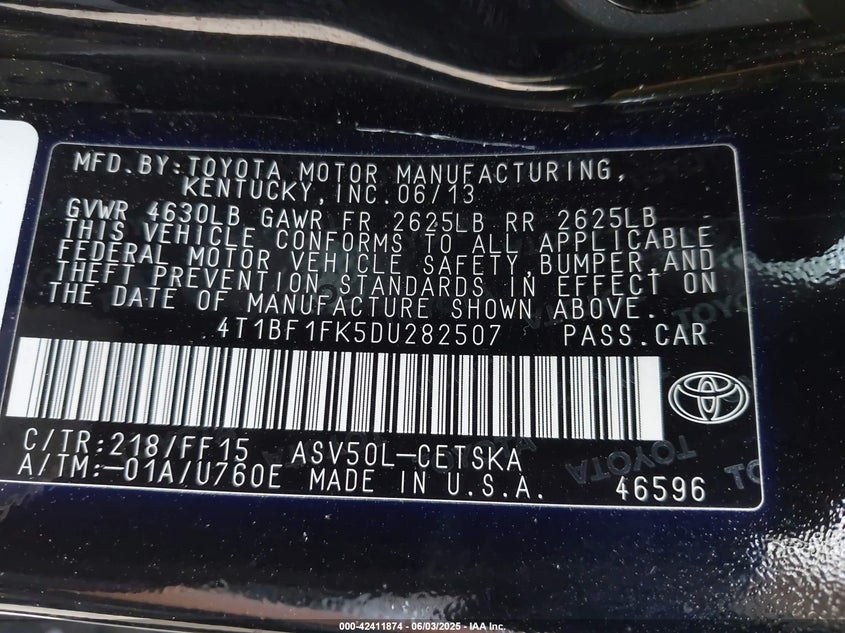 MFD.BY:TOYOTA MOTOR MANUFACTURING,
KENTUCKY,INC.06/13
GVWR 4630LB GAWR FR 2625LB RR 2625LB
THIS VEHICLE CONFORMS TO ALL APPLICABLE
FEDERAL MOTOR VEHICLE SAFETY,BUMPER,AND
THEFT PREVENTION STANDARDS IN EFFECT ON
THE DATE OF MANUFACTURE SHOWN ABOVE.
4T1BF1FK5DU282507 PASS.CAR
C/TR:218/FF15 ASV50L-CETSKA
A/TM:-01A/U760E MADE IN U.S.A. 46596
TOYOTA
TOYOTA
TOYOTA
000-42411874 | 06/03/2025 - IAA Inc.